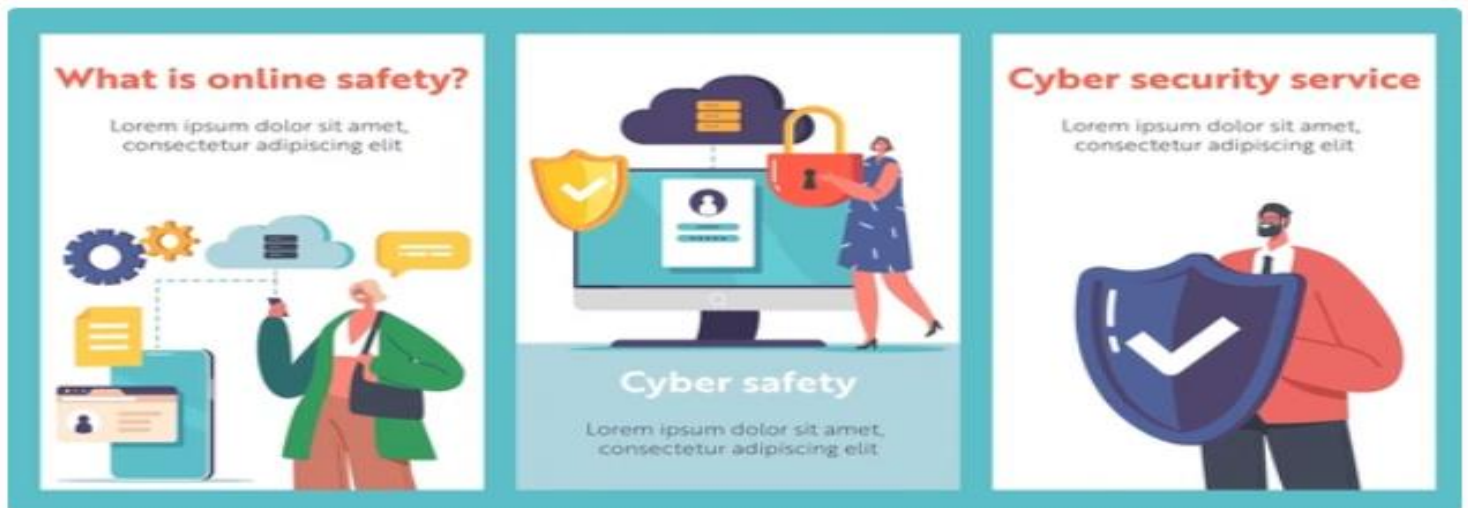 What is online safety?
Lorem ipsum dolor sit amet,
consectetur adipiscing elit
Cyber safety
Lorem ipsum dolor sit amet,
consectetur adipiscing elit
Cyber security service
Lorem ipsum dolor sit amet,
consectetur adipiscing elit